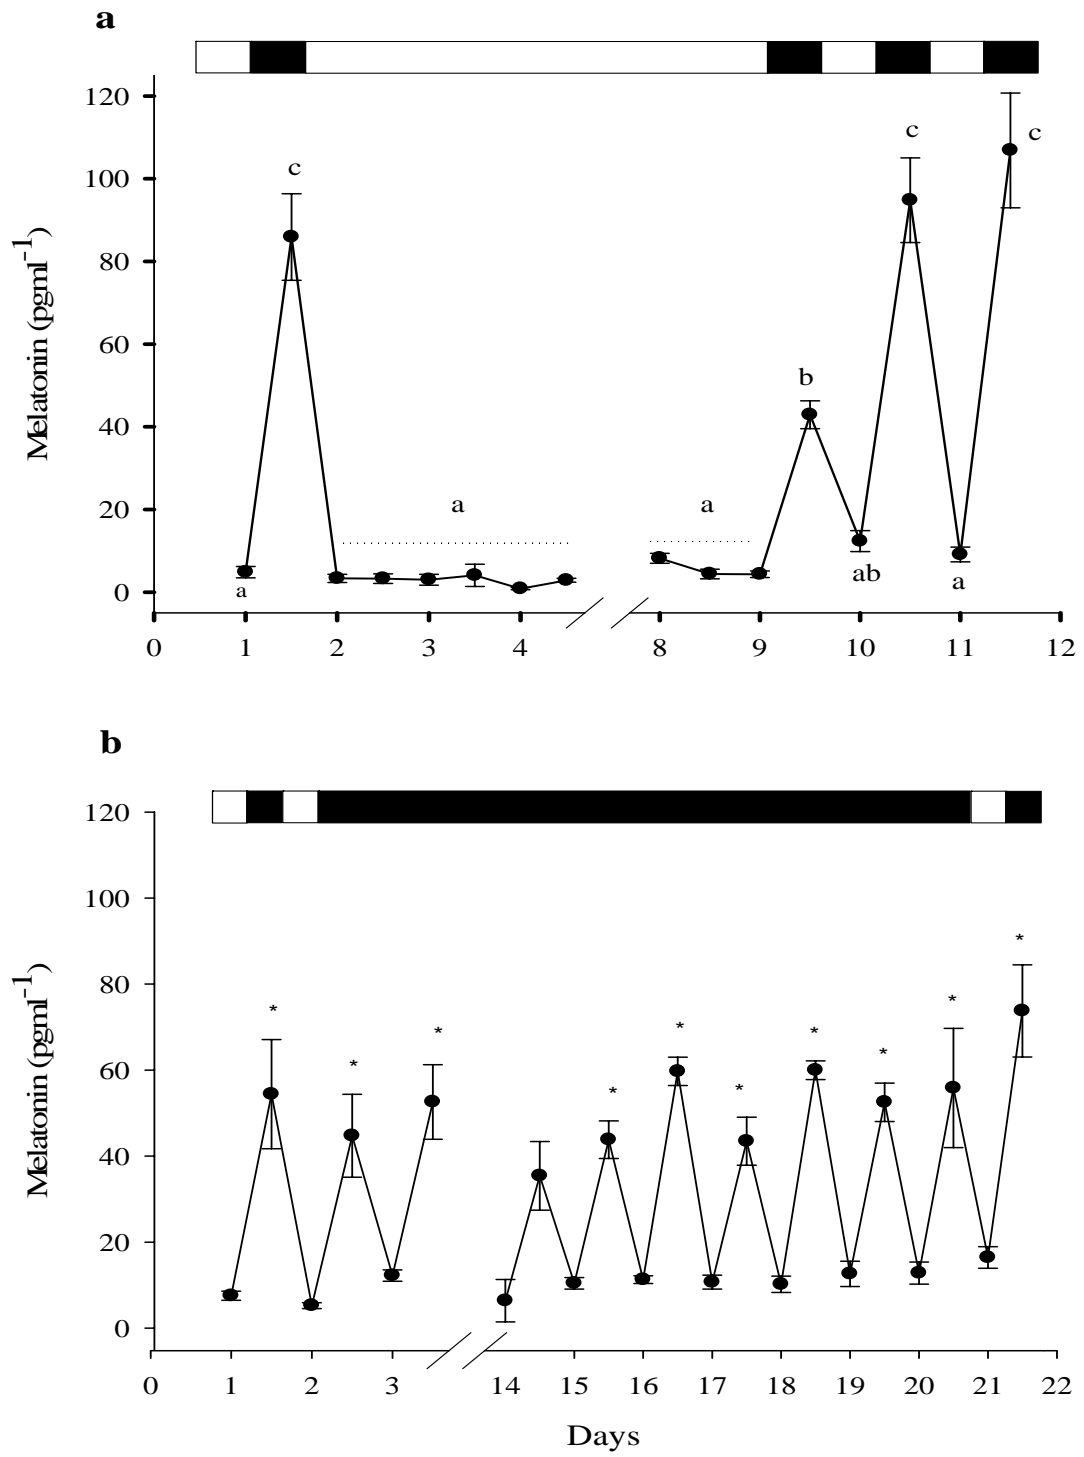 a
120
100
80
60
40
20
0
Melatonin (pgml⁻¹)
c
a
a
a
b
ab
c
a
c
0 1 2 3 4 8 9 10 11 12
b
120
100
80
60
40
20
0
Melatonin (pgml⁻¹)
* * * * * * * * * *
0 1 2 3 14 15 16 17 18 19 20 21 22
Days